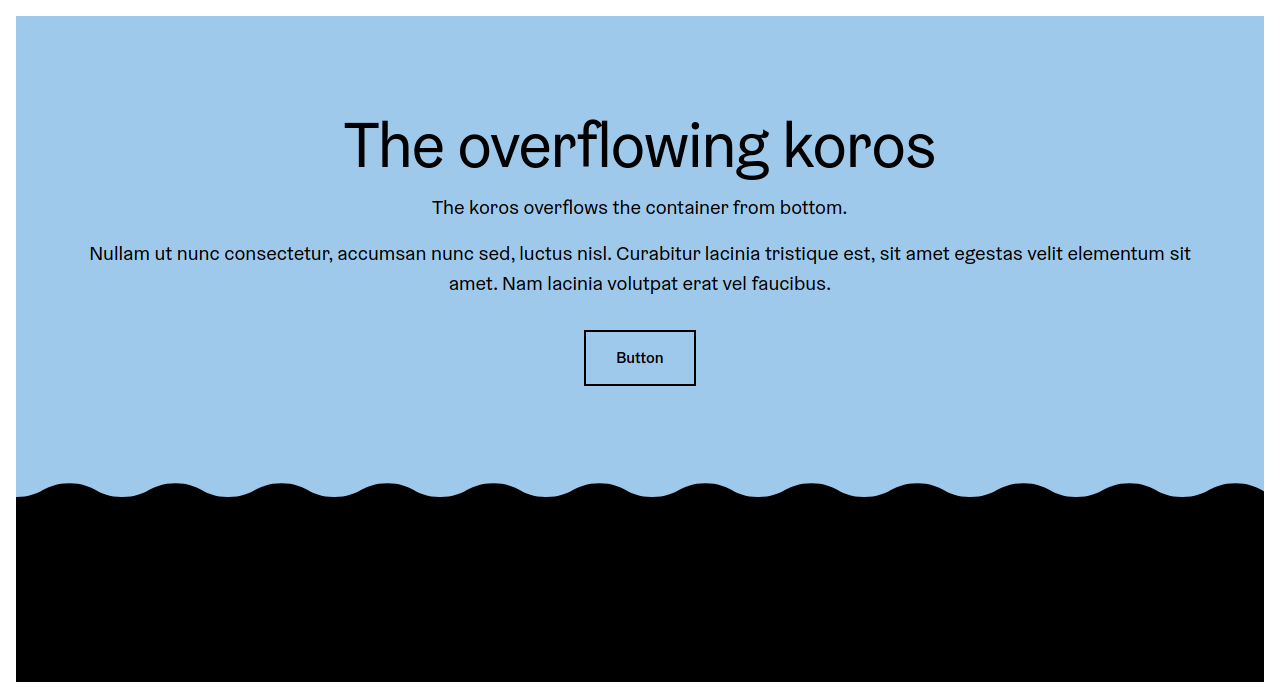 The overflowing koros
The koros overflows the container from bottom.
Nullam ut nunc consectetur, accumsan nunc sed, luctus nisl. Curabitur lacinia tristique est, sit amet egestas velit elementum sit
amet. Nam lacinia volutpat erat vel faucibus.
Button